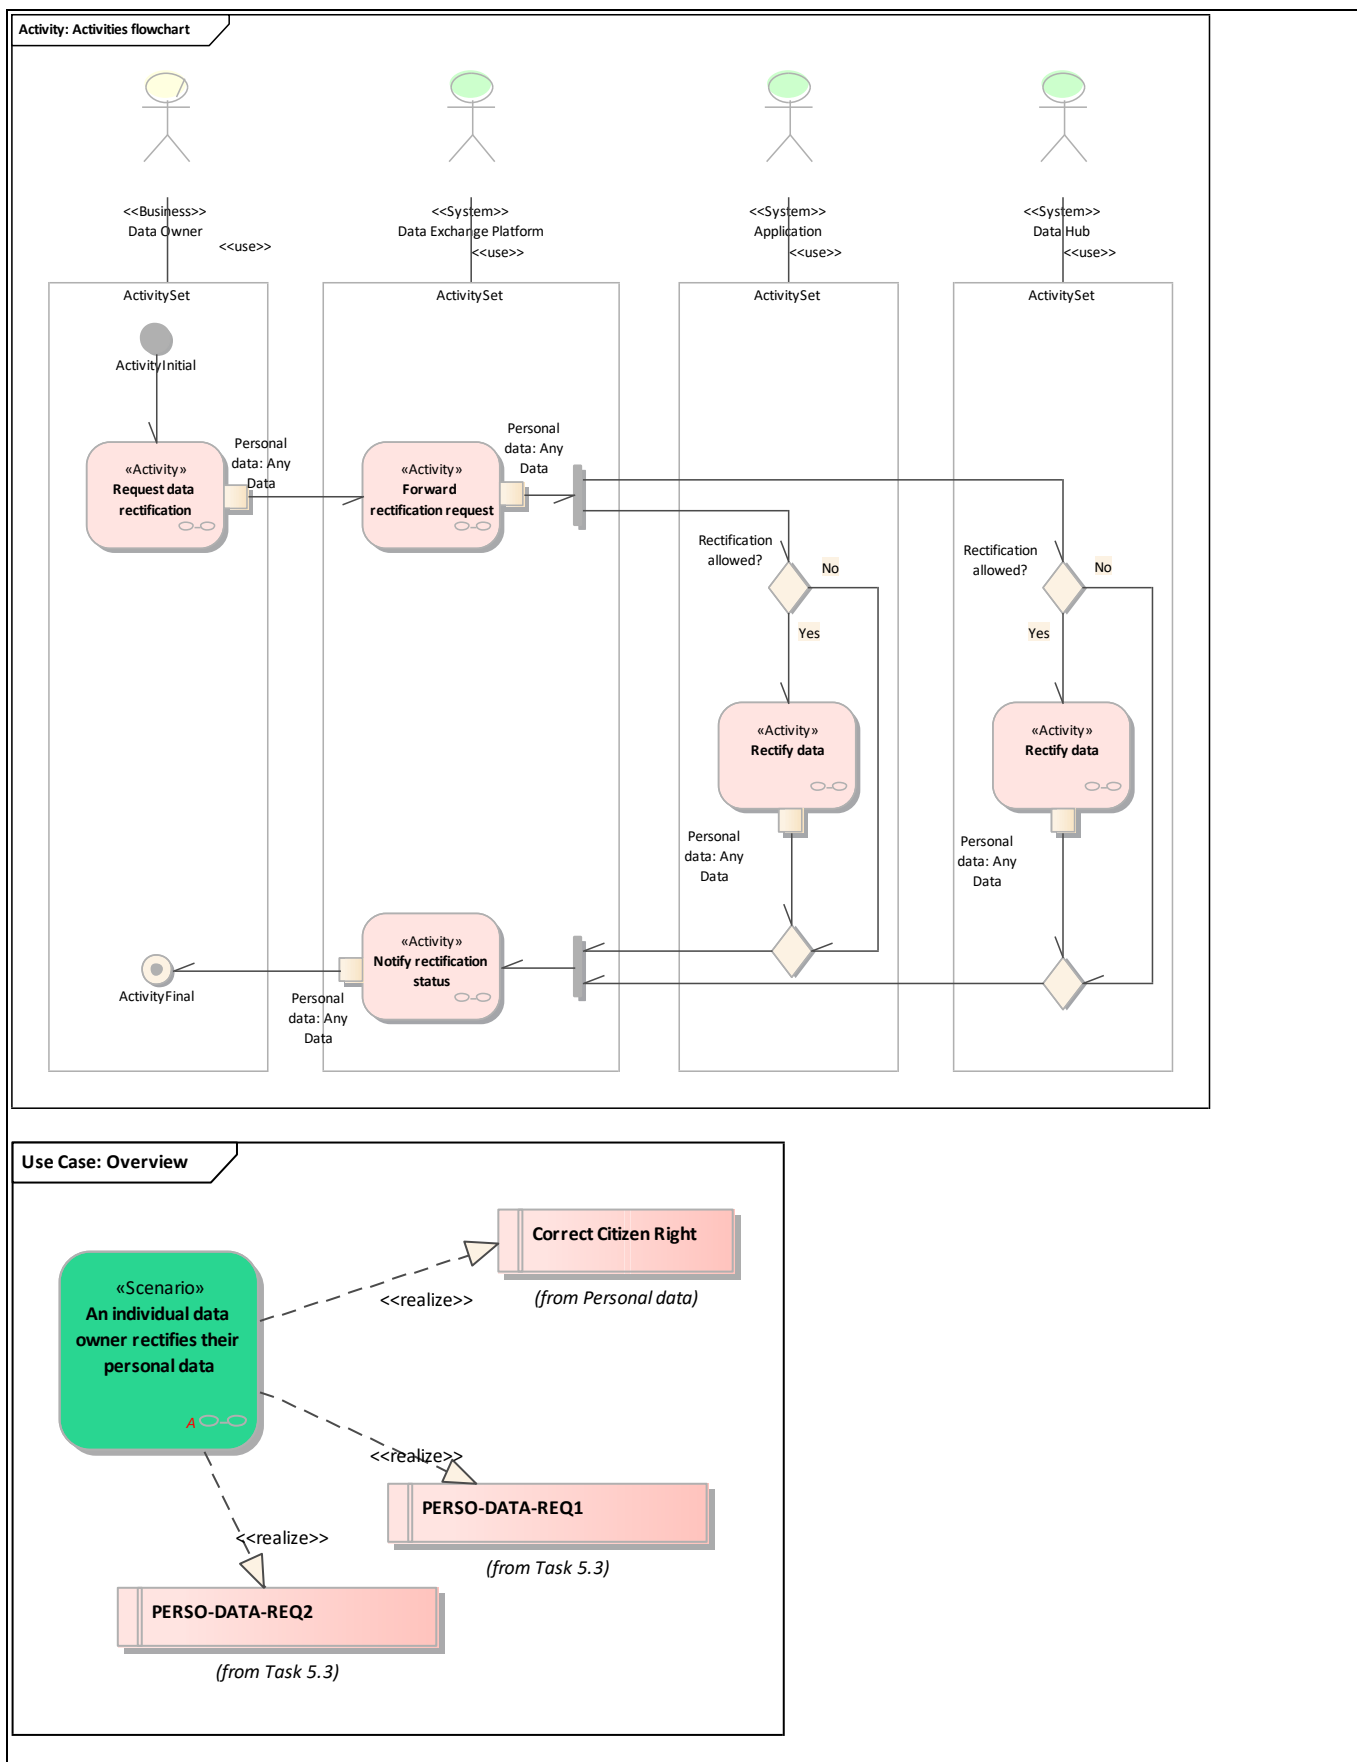 Activity: Activities flowchart
<<Business>>
Data Owner
<<use>>
<<System>>
Data Exchange Platform
<<use>>
<<System>>
Application
<<use>>
<<System>>
Data Hub
<<use>>
ActivitySet
ActivitySet
ActivitySet
ActivitySet
ActivityInitial
«Activity»
Request data
rectification
Personal
data: Any
Data
«Activity»
Forward
rectification request
Personal
data: Any
Data
Rectification
allowed?
No
Yes
Rectification
allowed?
No
Yes
«Activity»
Rectify data
«Activity»
Rectify data
Personal
data: Any
Data
Personal
data: Any
Data
«Activity»
Notify rectification
status
Personal
data: Any
Data
ActivityFinal
Use Case: Overview
«Scenario»
An individual data
owner rectifies their
personal data
A
<<realize>>
Correct Citizen Right
(from Personal data)
<<realize>>
PERSO-DATA-REQ1
(from Task 5.3)
<<realize>>
PERSO-DATA-REQ2
(from Task 5.3)